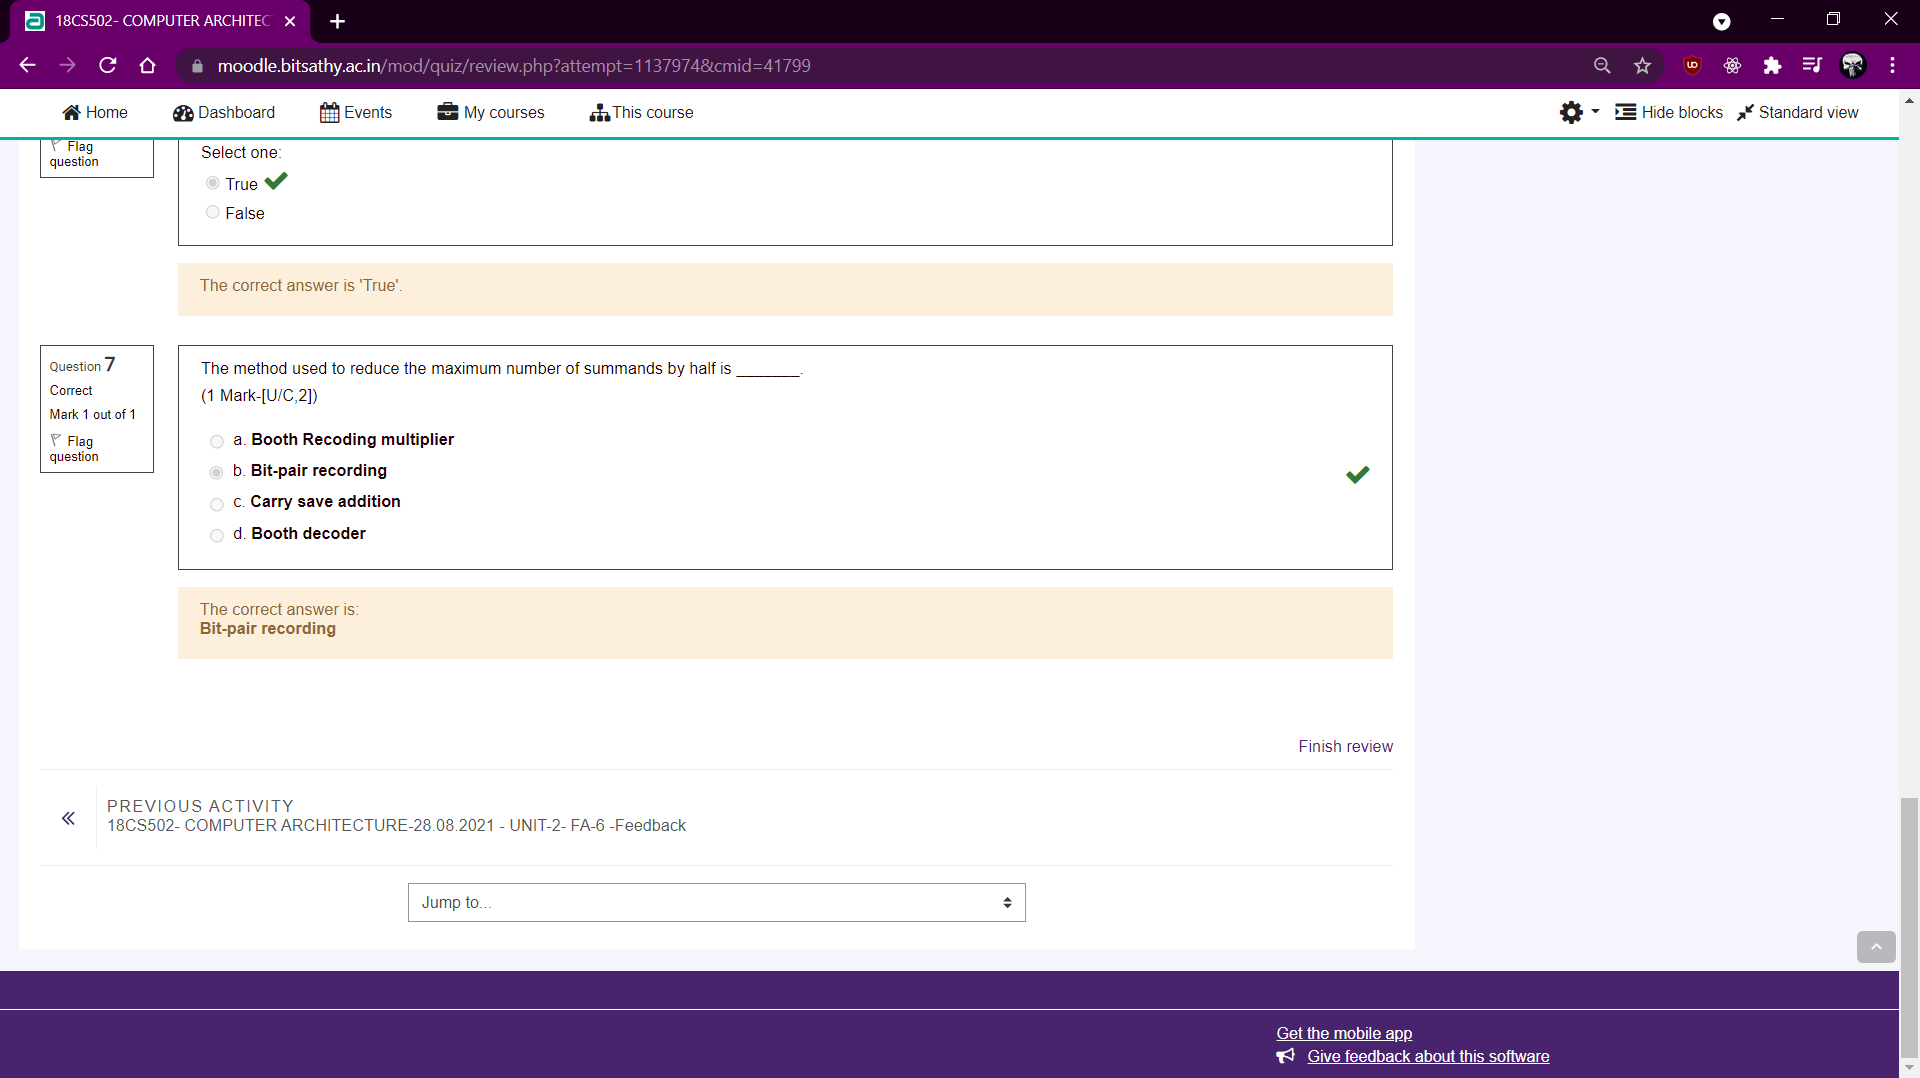 18CS502- COMPUTER ARCHITEC
moodle.bitsathy.ac.in/mod/quiz/review.php?attempt=1137974&cmid=41799
Home
Dashboard
Events
My courses
This course
Hide blocks
Standard view
Flag
question
Select one:
True
False
The correct answer is 'True'.
Question 7
Correct
Mark 1 out of 1
Flag
question
The method used to reduce the maximum number of summands by half is _______.
(1 Mark-[U/C,2])
a. Booth Recoding multiplier
b. Bit-pair recording
c. Carry save addition
d. Booth decoder
The correct answer is:
Bit-pair recording
Finish review
PREVIOUS ACTIVITY
18CS502- COMPUTER ARCHITECTURE-28.08.2021 - UNIT-2- FA-6 -Feedback
Jump to...
Get the mobile app
Give feedback about this software